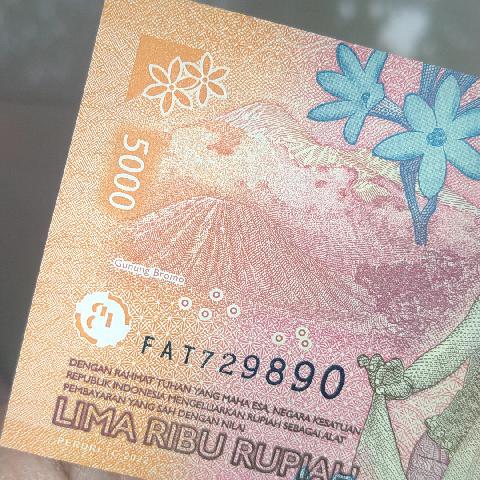 5000
Gunung Bromo
FAT729890
DENGAN RAHMAT TUHAN YANG MAHA ESA, NEGARA KESATUAN
REPUBLIK INDONESIA MENGELUARKAN RUPIAH SEBAGAI ALAT
PEMBAYARAN YANG SAH DENGAN NILAI
LIMA RIBU RUPIAH
PERURI